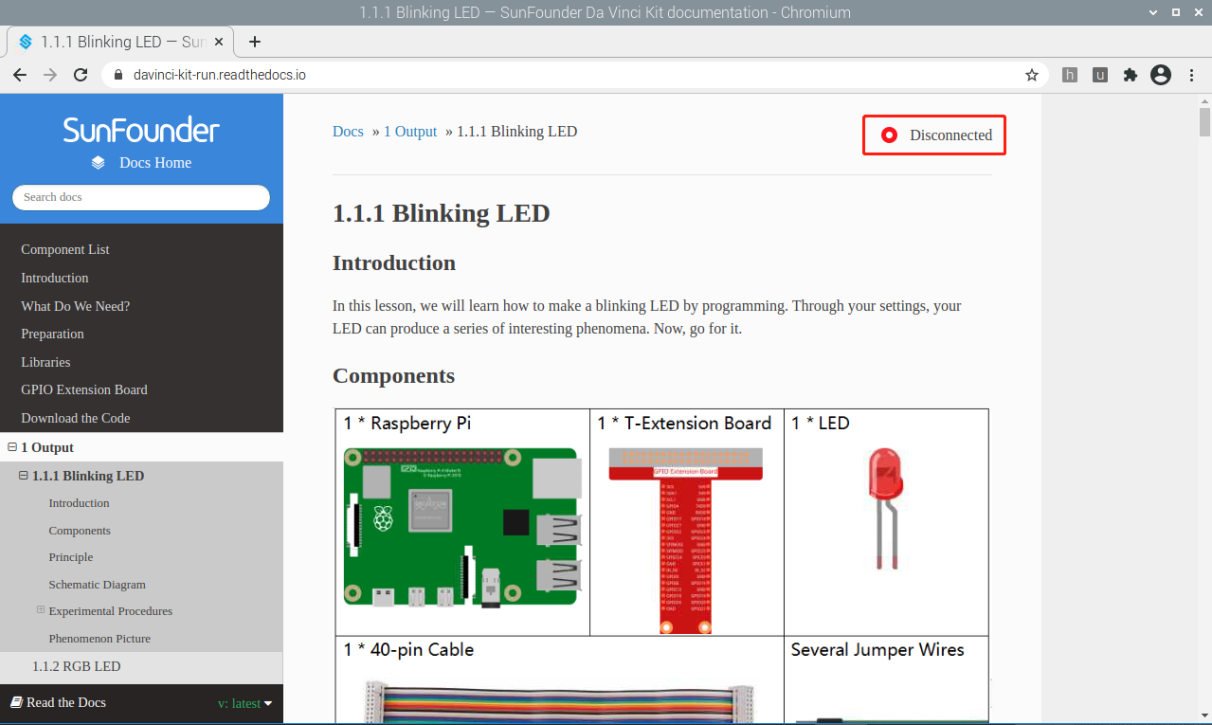 1.1.1 Blinking LED — SunFounder Da Vinci Kit documentation - Chromium
1.1.1 Blinking LED — Sun
davinci-kit-run.readthedocs.io
h
u
SunFounder
Docs Home
Search docs
Component List
Introduction
What Do We Need?
Preparation
Libraries
GPIO Extension Board
Download the Code
1 Output
1.1.1 Blinking LED
Introduction
Components
Principle
Schematic Diagram
Experimental Procedures
Phenomenon Picture
1.1.2 RGB LED
Read the Docs
v: latest
Docs » 1 Output » 1.1.1 Blinking LED
Disconnected
1.1.1 Blinking LED
Introduction
In this lesson, we will learn how to make a blinking LED by programming. Through your settings, your
LED can produce a series of interesting phenomena. Now, go for it.
Components
1 * Raspberry Pi
1 * T-Extension Board
1 * LED
GPIO Extension Board
1 * 40-pin Cable
Several Jumper Wires